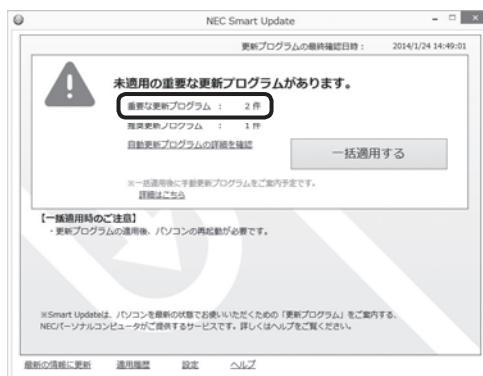 NEC Smart Update
更新プログラムの最終確認日時： 2014/1/24 14:49:01
未適用の重要な更新プログラムがあります。
重要な更新プログラム ： 2 件
推奨更新プログラム ： 1 件
自動更新プログラムの詳細を確認
一括適用する
※一括適用後に手動更新プログラムをご案内予定です。
詳細はこちら
【一括適用時のご注意】
・更新プログラムの適用後、パソコンの再起動が必要です。
※Smart Updateは、パソコンを最新の状態でお使いいただくための「更新プログラム」をご案内する、
NECパーソナルコンピュータがご提供するサービスです。詳しくはヘルプをご覧ください。
最新の情報に更新 適用履歴 設定 ヘルプ